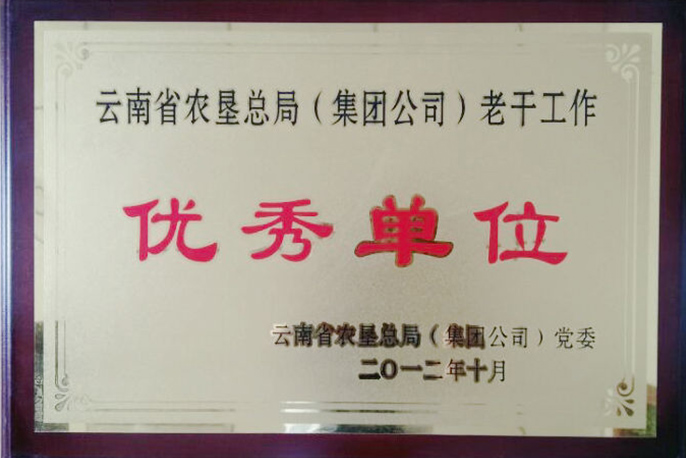 云南省农垦总局（集团公司）老干工作
优秀单位
云南省农垦总局（集团公司）党委
二〇一二年十月